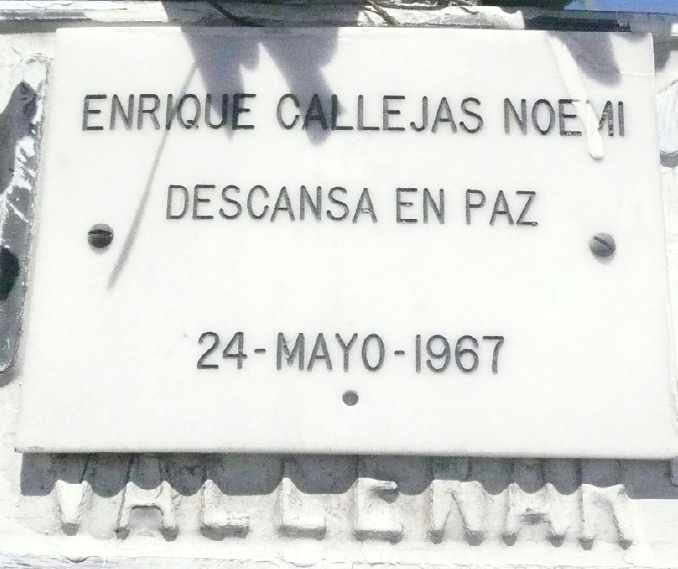 ENRIQUE CALLEJAS NOEMI
DESCANSA EN PAZ
24-MAYO-1967
VALLENAR